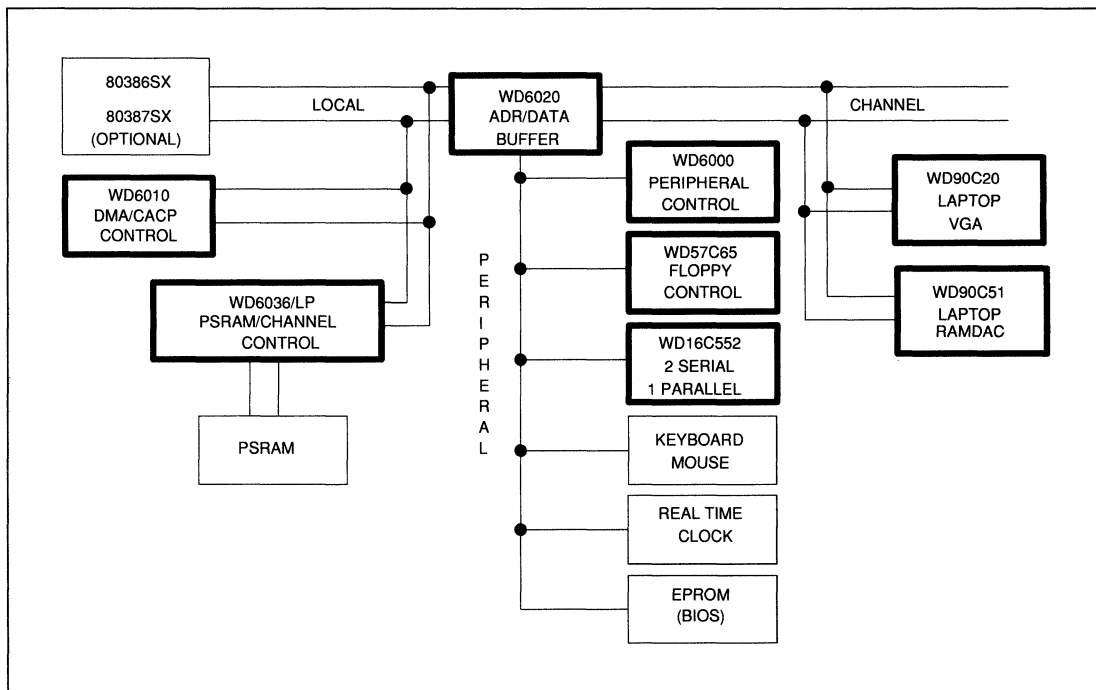 80386SX
80387SX
(OPTIONAL)
LOCAL
WD6020
ADR/DATA
BUFFER
CHANNEL
WD6010
DMA/CACP
CONTROL
WD6036/LP
PSRAM/CHANNEL
CONTROL
PSRAM
PERIPHERAL
WD6000
PERIPHERAL
CONTROL
WD57C65
FLOPPY
CONTROL
WD16C552
2 SERIAL
1 PARALLEL
KEYBOARD
MOUSE
REAL TIME
CLOCK
EPROM
(BIOS)
WD90C20
LAPTOP
VGA
WD90C51
LAPTOP
RAMDAC